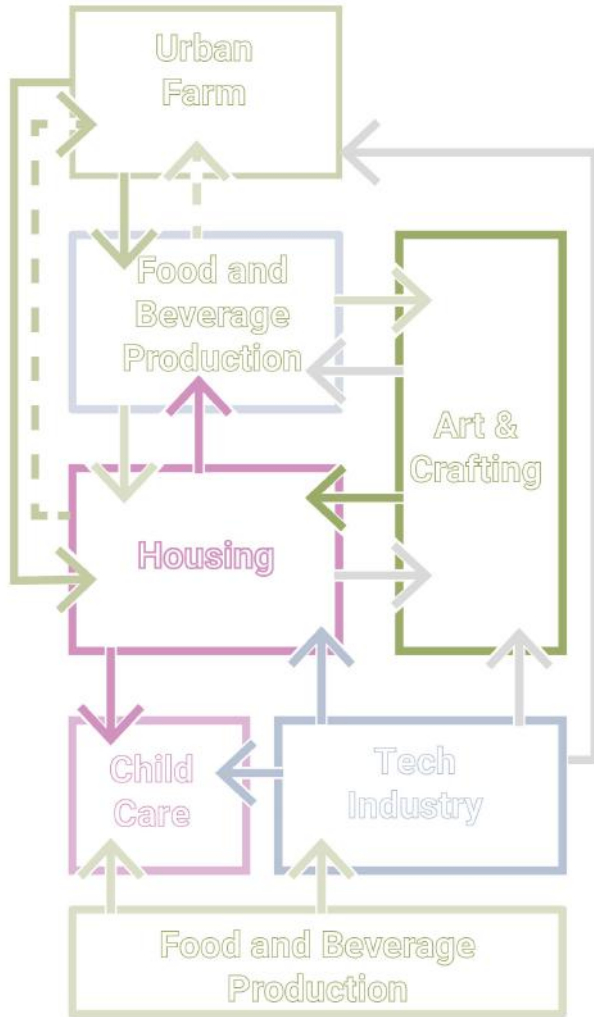 Urban
Farm
Food and
Beverage
Production
Art &
Crafting
Housing
Child
Care
Tech
Industry
Food and Beverage
Production